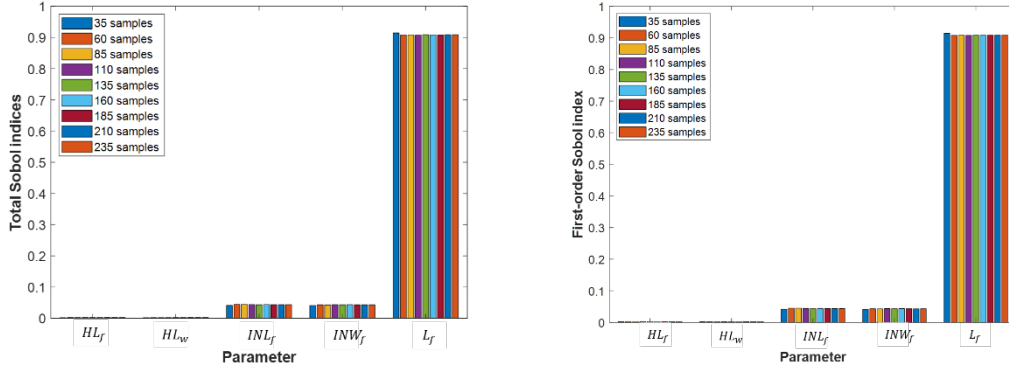 Total Sobol indices
1
0.9
0.8
0.7
0.6
0.5
0.4
0.3
0.2
0.1
0
35 samples
60 samples
85 samples
110 samples
135 samples
160 samples
185 samples
210 samples
235 samples
HL_f HL_w INL_f INW_f L_f
Parameter
First-order Sobol index
1
0.9
0.8
0.7
0.6
0.5
0.4
0.3
0.2
0.1
0
35 samples
60 samples
85 samples
110 samples
135 samples
160 samples
185 samples
210 samples
235 samples
HL_f HL_w INL_f INW_f L_f
Parameter